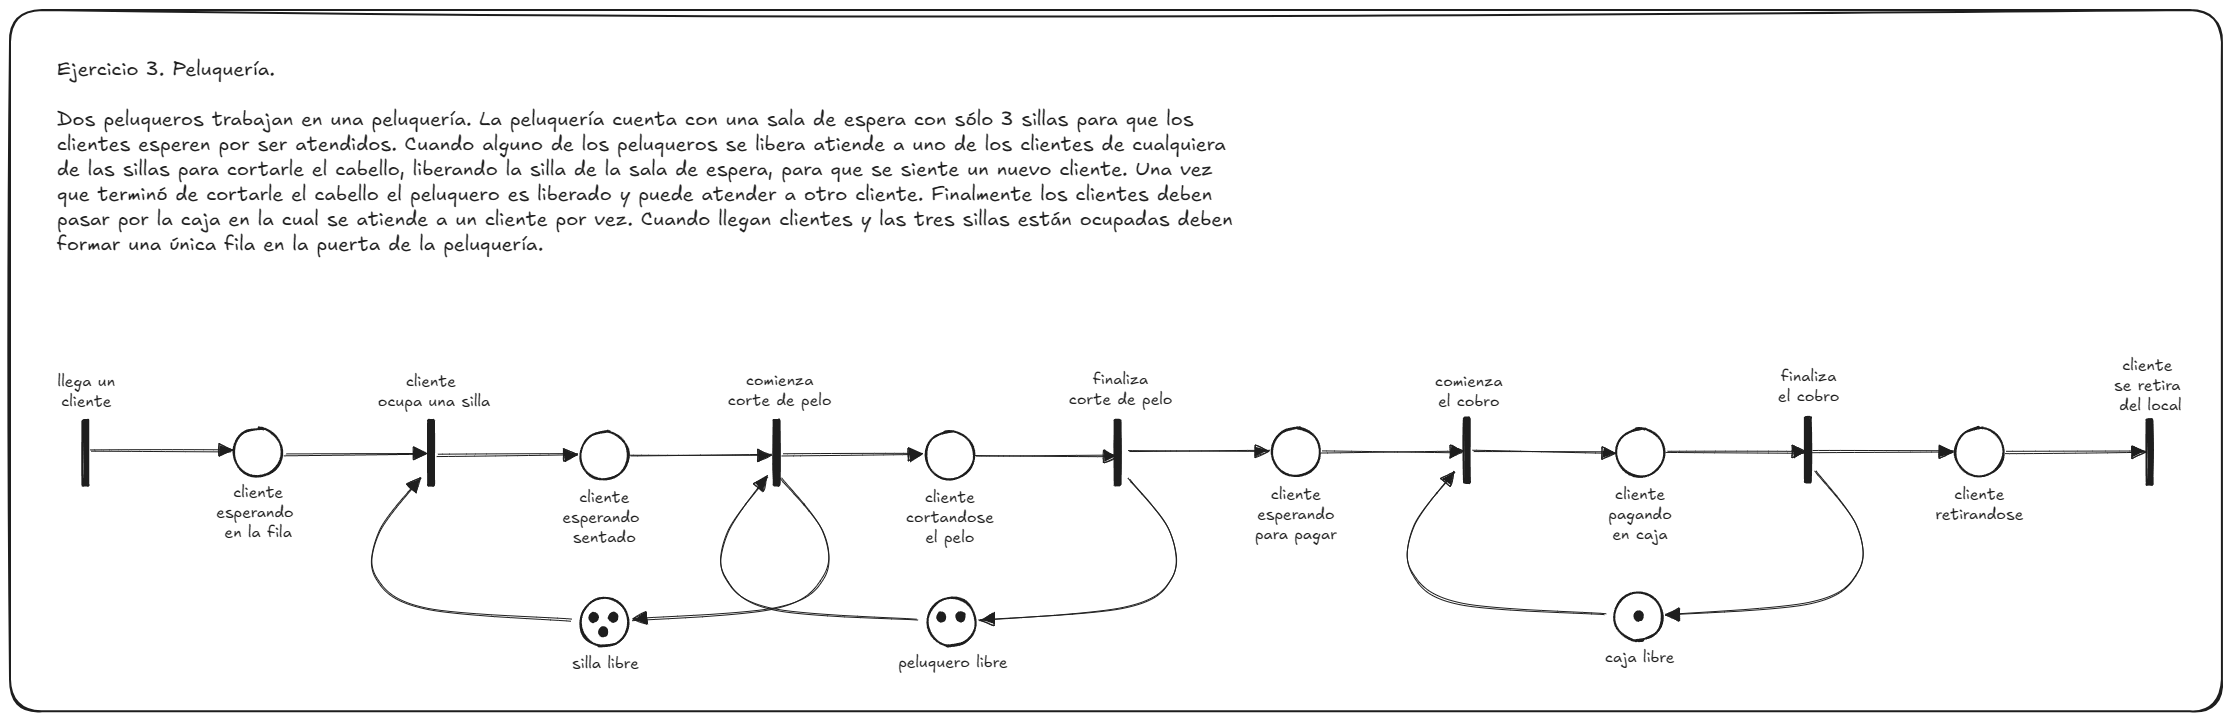 Ejercicio 3. Peluquería.
Dos peluqueros trabajan en una peluquería. La peluquería cuenta con una sala de espera con sólo 3 sillas para que los
clientes esperen por ser atendidos. Cuando alguno de los peluqueros se libera atiende a uno de los clientes de cualquiera
de las sillas para cortarle el cabello, liberando la silla de la sala de espera, para que se siente un nuevo cliente. Una vez
que terminó de cortarle el cabello el peluquero es liberado y puede atender a otro cliente. Finalmente los clientes deben
pasar por la caja en la cual se atiende a un cliente por vez. Cuando llegan clientes y las tres sillas están ocupadas deben
formar una única fila en la puerta de la peluquería.
llega un
cliente
cliente
ocupa una silla
comienza
corte de pelo
finaliza
corte de pelo
comienza
el cobro
finaliza
el cobro
cliente
se retira
del local
cliente
esperando
en la fila
cliente
esperando
sentado
cliente
cortandose
el pelo
cliente
esperando
para pagar
cliente
pagando
en caja
cliente
retirandose
silla libre
peluquero libre
caja libre